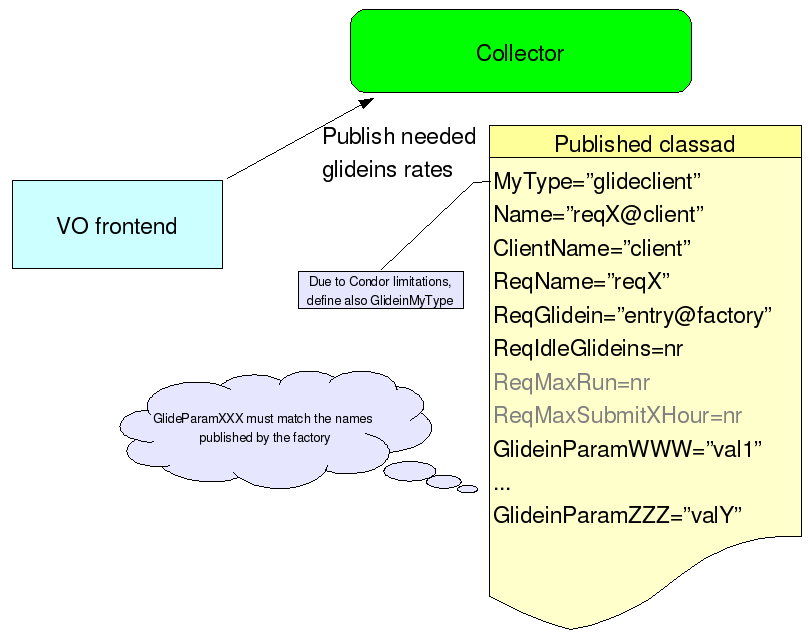 Collector
Publish needed
glideins rates
VO frontend
Published classad
MyType=”glideclient”
Name=”reqX@client”
ClientName=”client”
ReqName=”reqX”
ReqGlidein=”entry@factory”
ReqIdleGlideins=nr
ReqMaxRun=nr
ReqMaxSubmitXHour=nr
GlideinParamWWW=”val1”
...
GlideinParamZZZ=”valY”
Due to Condor limitations,
define also GlideinMyType
GlideParamXXX must match the names
published by the factory